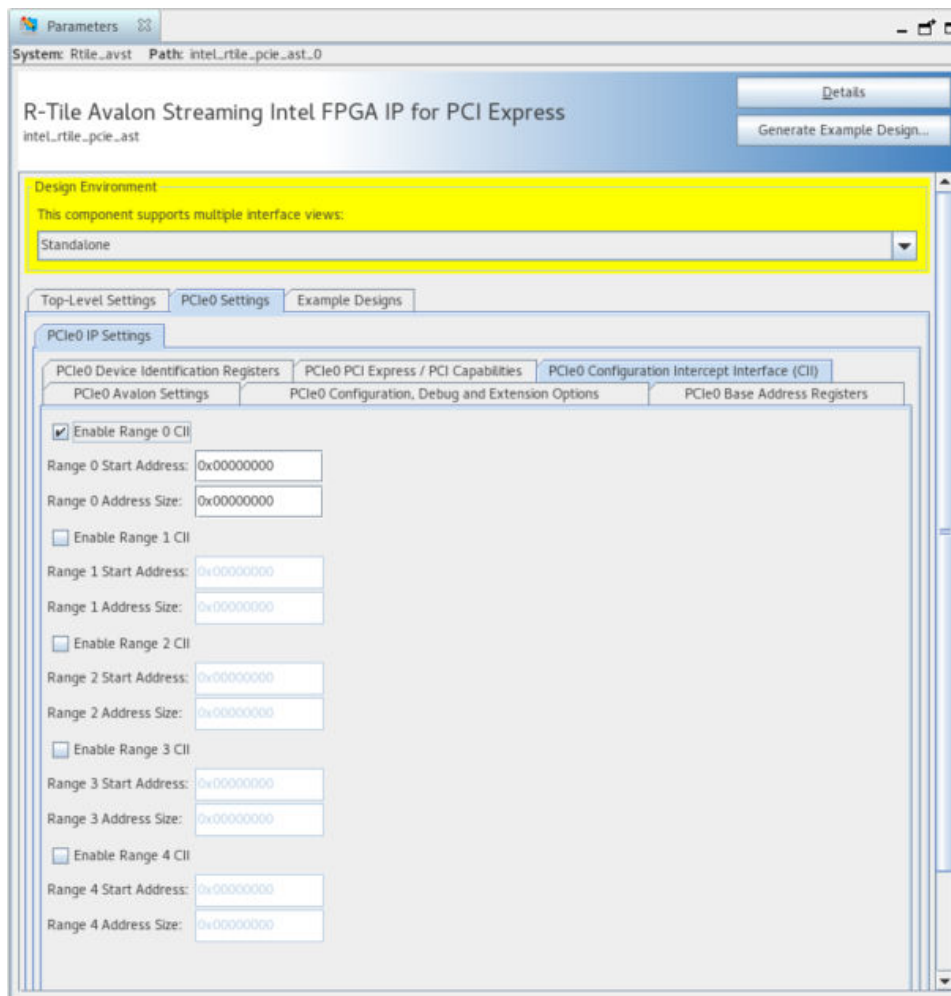 Parameters
System: Rtile_avst Path: intel_rtile_pcie_ast_0
R-Tile Avalon Streaming Intel FPGA IP for PCI Express
intel_rtile_pcie_ast
Details
Generate Example Design...
Design Environment
This component supports multiple interface views:
Standalone
Top-Level Settings PCIe0 Settings Example Designs
PCIe0 IP Settings
PCIe0 Device Identification Registers PCIe0 PCI Express / PCI Capabilities PCIe0 Configuration Intercept Interface (CII)
PCIe0 Avalon Settings PCIe0 Configuration, Debug and Extension Options PCIe0 Base Address Registers
Enable Range 0 CII
Range 0 Start Address: 0x00000000
Range 0 Address Size: 0x00000000
Enable Range 1 CII
Range 1 Start Address: 0x00000000
Range 1 Address Size: 0x00000000
Enable Range 2 CII
Range 2 Start Address: 0x00000000
Range 2 Address Size: 0x00000000
Enable Range 3 CII
Range 3 Start Address: 0x00000000
Range 3 Address Size: 0x00000000
Enable Range 4 CII
Range 4 Start Address: 0x00000000
Range 4 Address Size: 0x00000000